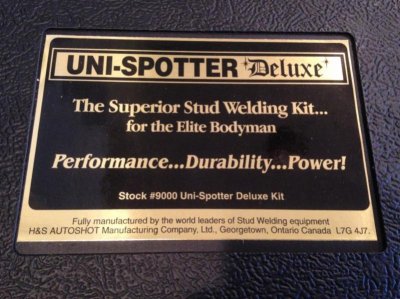 UNI-SPOTTER Deluxe
The Superior Stud Welding Kit...
for the Elite Bodyman
Performance...Durability...Power!
Stock #9000 Uni-Spotter Deluxe Kit
Fully manufactured by the world leaders of Stud Welding equipment
H&S AUTOSHOT Manufacturing Company, Ltd., Georgetown, Ontario Canada L7G 4J7.